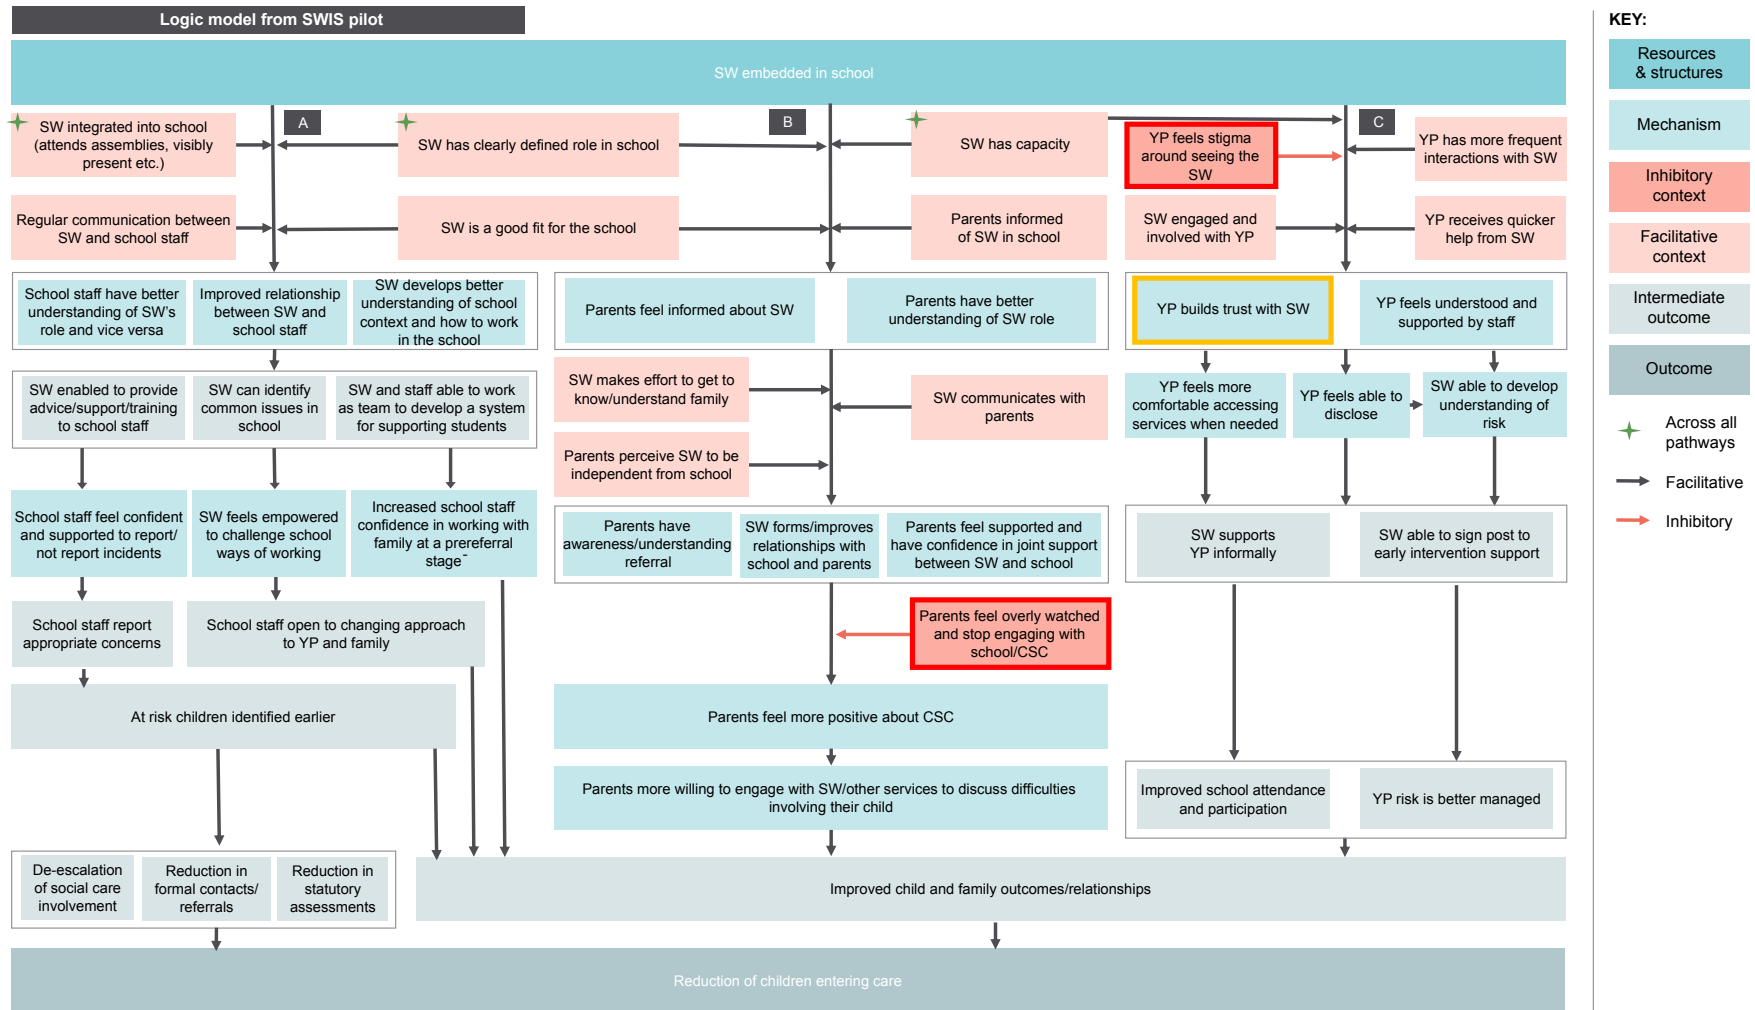 Logic model from SWIS pilot
SW embedded in school
A
B
C
SW integrated into school
(attends assemblies, visibly
present etc.)
SW has clearly defined role in school
SW has capacity
YP feels stigma
around seeing the
SW
YP has more frequent
interactions with SW
Regular communication between
SW and school staff
SW is a good fit for the school
Parents informed
of SW in school
SW engaged and
involved with YP
YP receives quicker
help from SW
School staff have better
understanding of SW's
role and vice versa
Improved relationship
between SW and
school staff
SW develops better
understanding of school
context and how to work
in the school
Parents feel informed about SW
Parents have better
understanding of SW role
YP builds trust with SW
YP feels understood and
supported by staff
SW enabled to provide
advice/support/training
to school staff
SW can identify
common issues in
school
SW and staff able to work
as team to develop a system
for supporting students
SW makes effort to get to
know/understand family
SW communicates with
parents
Parents perceive SW to be
independent from school
YP feels more
comfortable accessing
services when needed
YP feels able to
disclose
SW able to develop
understanding of
risk
School staff feel confident
and supported to report/
not report incidents
SW feels empowered
to challenge school
ways of working
Increased school staff
confidence in working with
family at a prereferral
stage-
Parents have
awareness/understanding
referral
SW forms/improves
relationships with
school and parents
Parents feel supported and
have confidence in joint support
between SW and school
SW supports
YP informally
SW able to sign post to
early intervention support
School staff report
appropriate concerns
School staff open to changing approach
to YP and family
Parents feel overly watched
and stop engaging with
school/CSC
At risk children identified earlier
Parents feel more positive about CSC
Parents more willing to engage with SW/other services to discuss difficulties
involving their child
Improved school attendance
and participation
YP risk is better managed
De-escalation
of social care
involvement
Reduction in
formal contacts/
referrals
Reduction in
statutory
assessments
Improved child and family outcomes/relationships
Reduction of children entering care
KEY:
Resources
& structures
Mechanism
Inhibitory
context
Facilitative
context
Intermediate
outcome
Outcome
Across all
pathways
Facilitative
Inhibitory